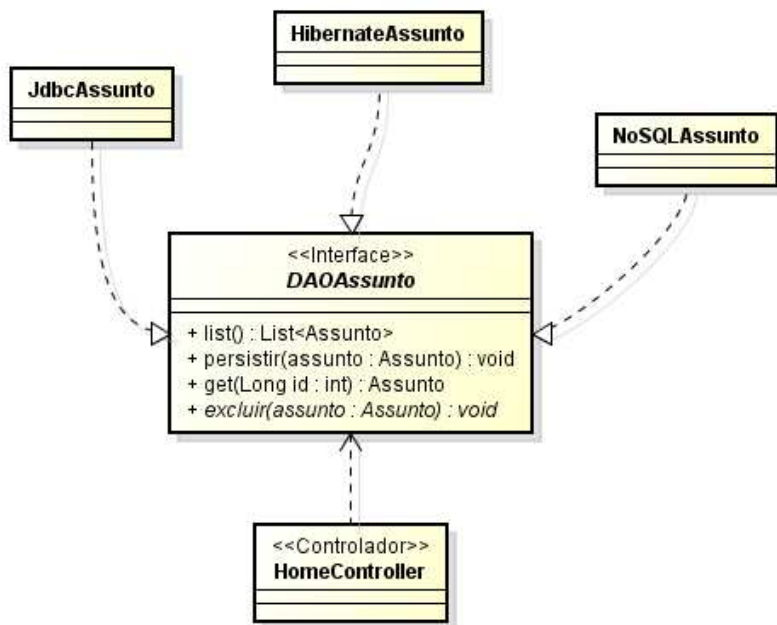 HibernateAssunto
JdbcAssunto
NoSQLAssunto
<<Interface>>
DAOAssunto
+ list() : List<Assunto>
+ persistir(assunto : Assunto) : void
+ get(Long id : int) : Assunto
+ excluir(assunto : Assunto) : void
<<Controlador>>
HomeController